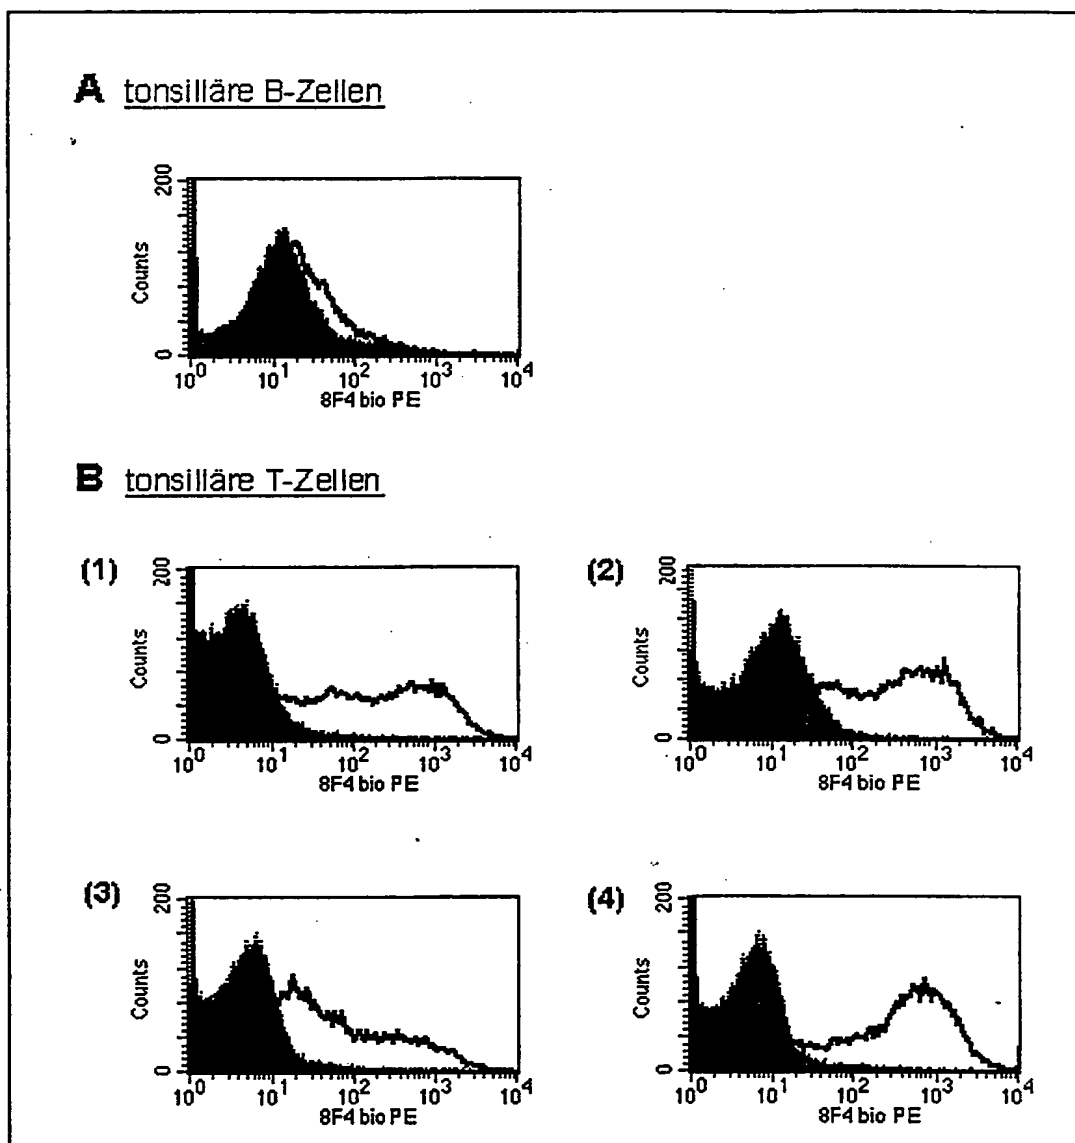 A tonsilläre B-Zellen
200
Counts
0
10^0 10^1 10^2 10^3 10^4
8F4 bio PE
B tonsilläre T-Zellen
(1)
200
Counts
0
10^0 10^1 10^2 10^3 10^4
8F4 bio PE
(2)
200
Counts
0
10^0 10^1 10^2 10^3 10^4
8F4 bio PE
(3)
200
Counts
0
10^0 10^1 10^2 10^3 10^4
8F4 bio PE
(4)
200
Counts
0
10^0 10^1 10^2 10^3 10^4
8F4 bio PE